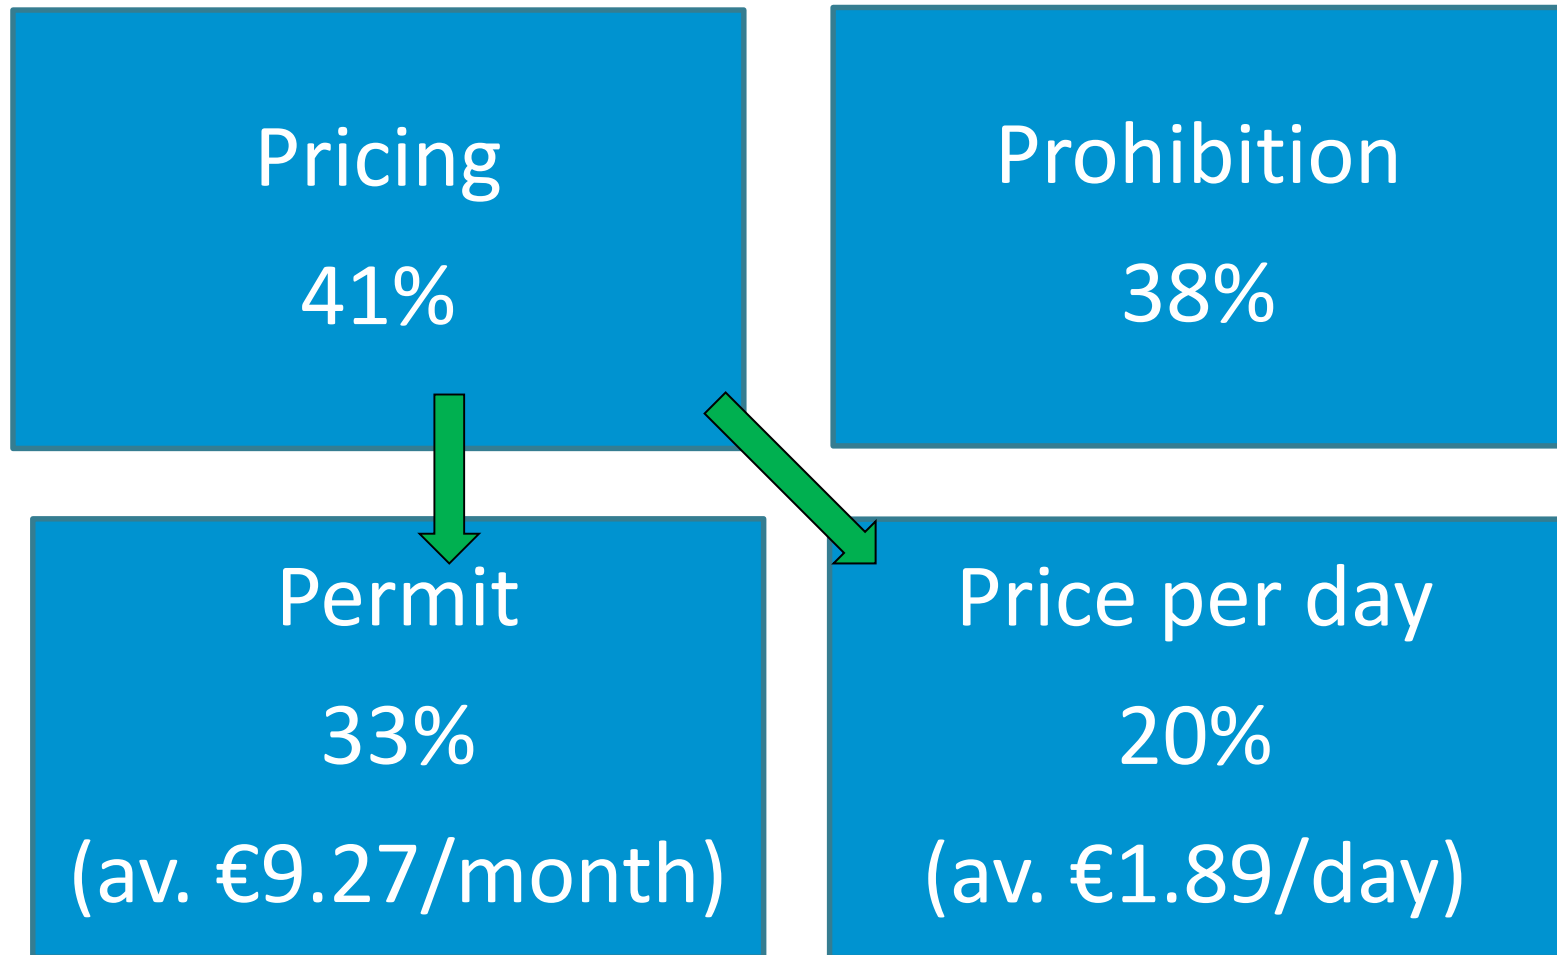 Pricing
41%
Prohibition
38%
Permit
33%
(av. €9.27/month)
Price per day
20%
(av. €1.89/day)